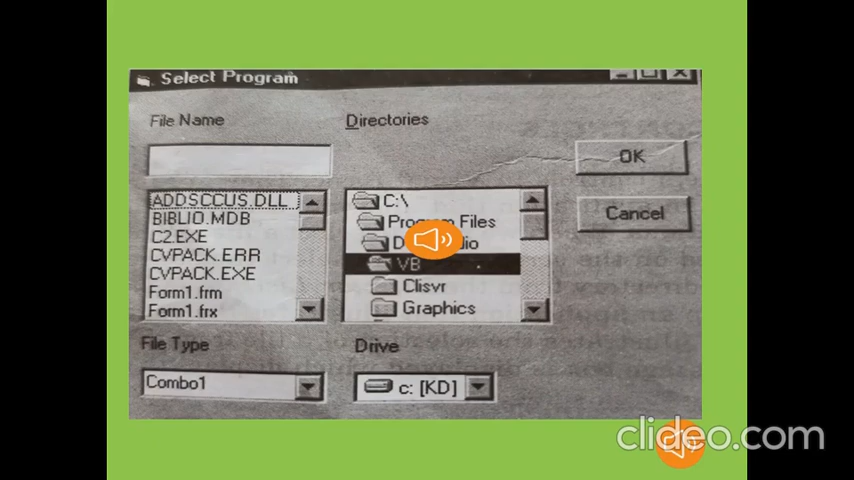 Select Program
File Name
Directories
OK
Cancel
ADDSCCUS.DLL
BIBLIO.MDB
C2.EXE
CVPACK.ERR
CVPACK.EXE
Form1.frm
Form1.frx
C:\
Program Files
VB
Clisvr
Graphics
File Type
Drive
Combo1
c: [KD]
clideo.com